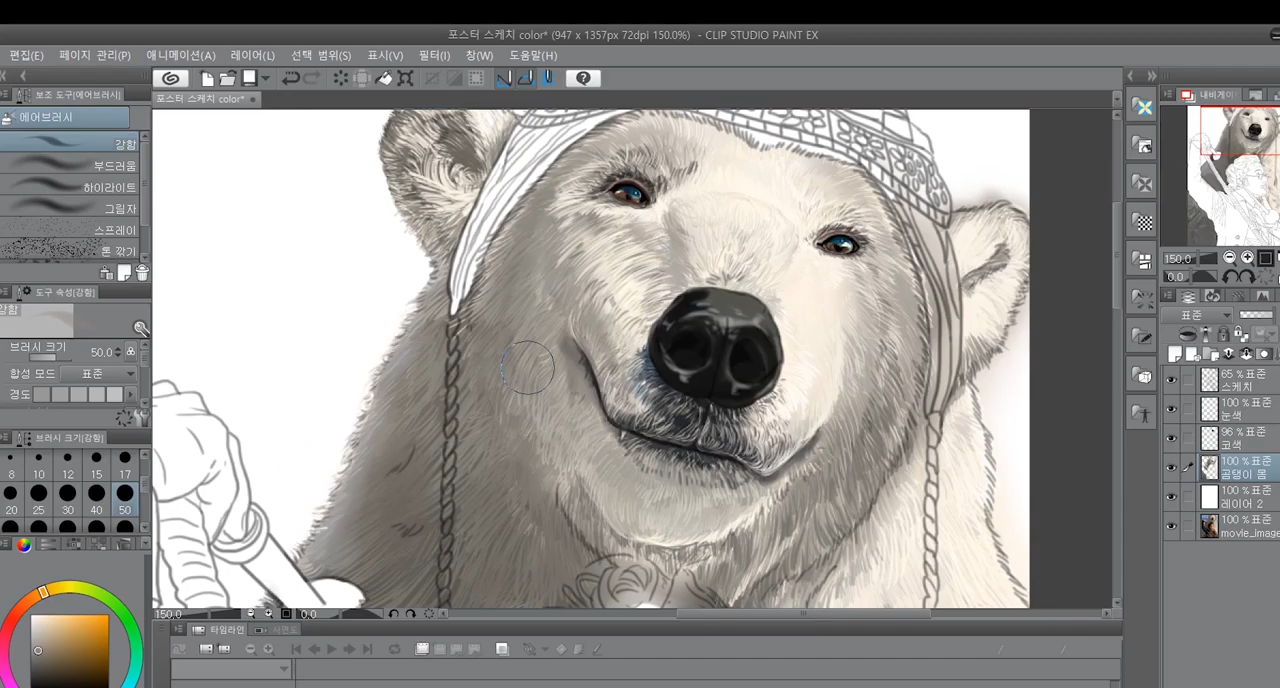 포스터 스케치 color* (947 x 1357px 72dpi 150.0%) - CLIP STUDIO PAINT EX
편집(E) 페이지 관리(P) 애니메이션(A) 레이어(L) 선택 범위(S) 표시(V) 필터(I) 창(W) 도움말(H)
보조 도구[에어브러시]
포스터 스케치 color*
내비게이
에어브러시
강함
부드러움
하이라이트
그림자
스프레이
톤 깎기
150.0
0.0
도구 속성[강함]
강함
표준
브러시 크기 50.0
합성 모드 표준
경도
65 % 표준
스케치
100 % 표준
눈색
96 % 표준
코색
100 % 표준
곰탱이 몸
100 % 표준
레이어 2
100 % 표준
movie_image
브러시 크기[강함]
8 10 12 15 17
20 25 30 40 50
150.0 0.0
타임라인 사면도